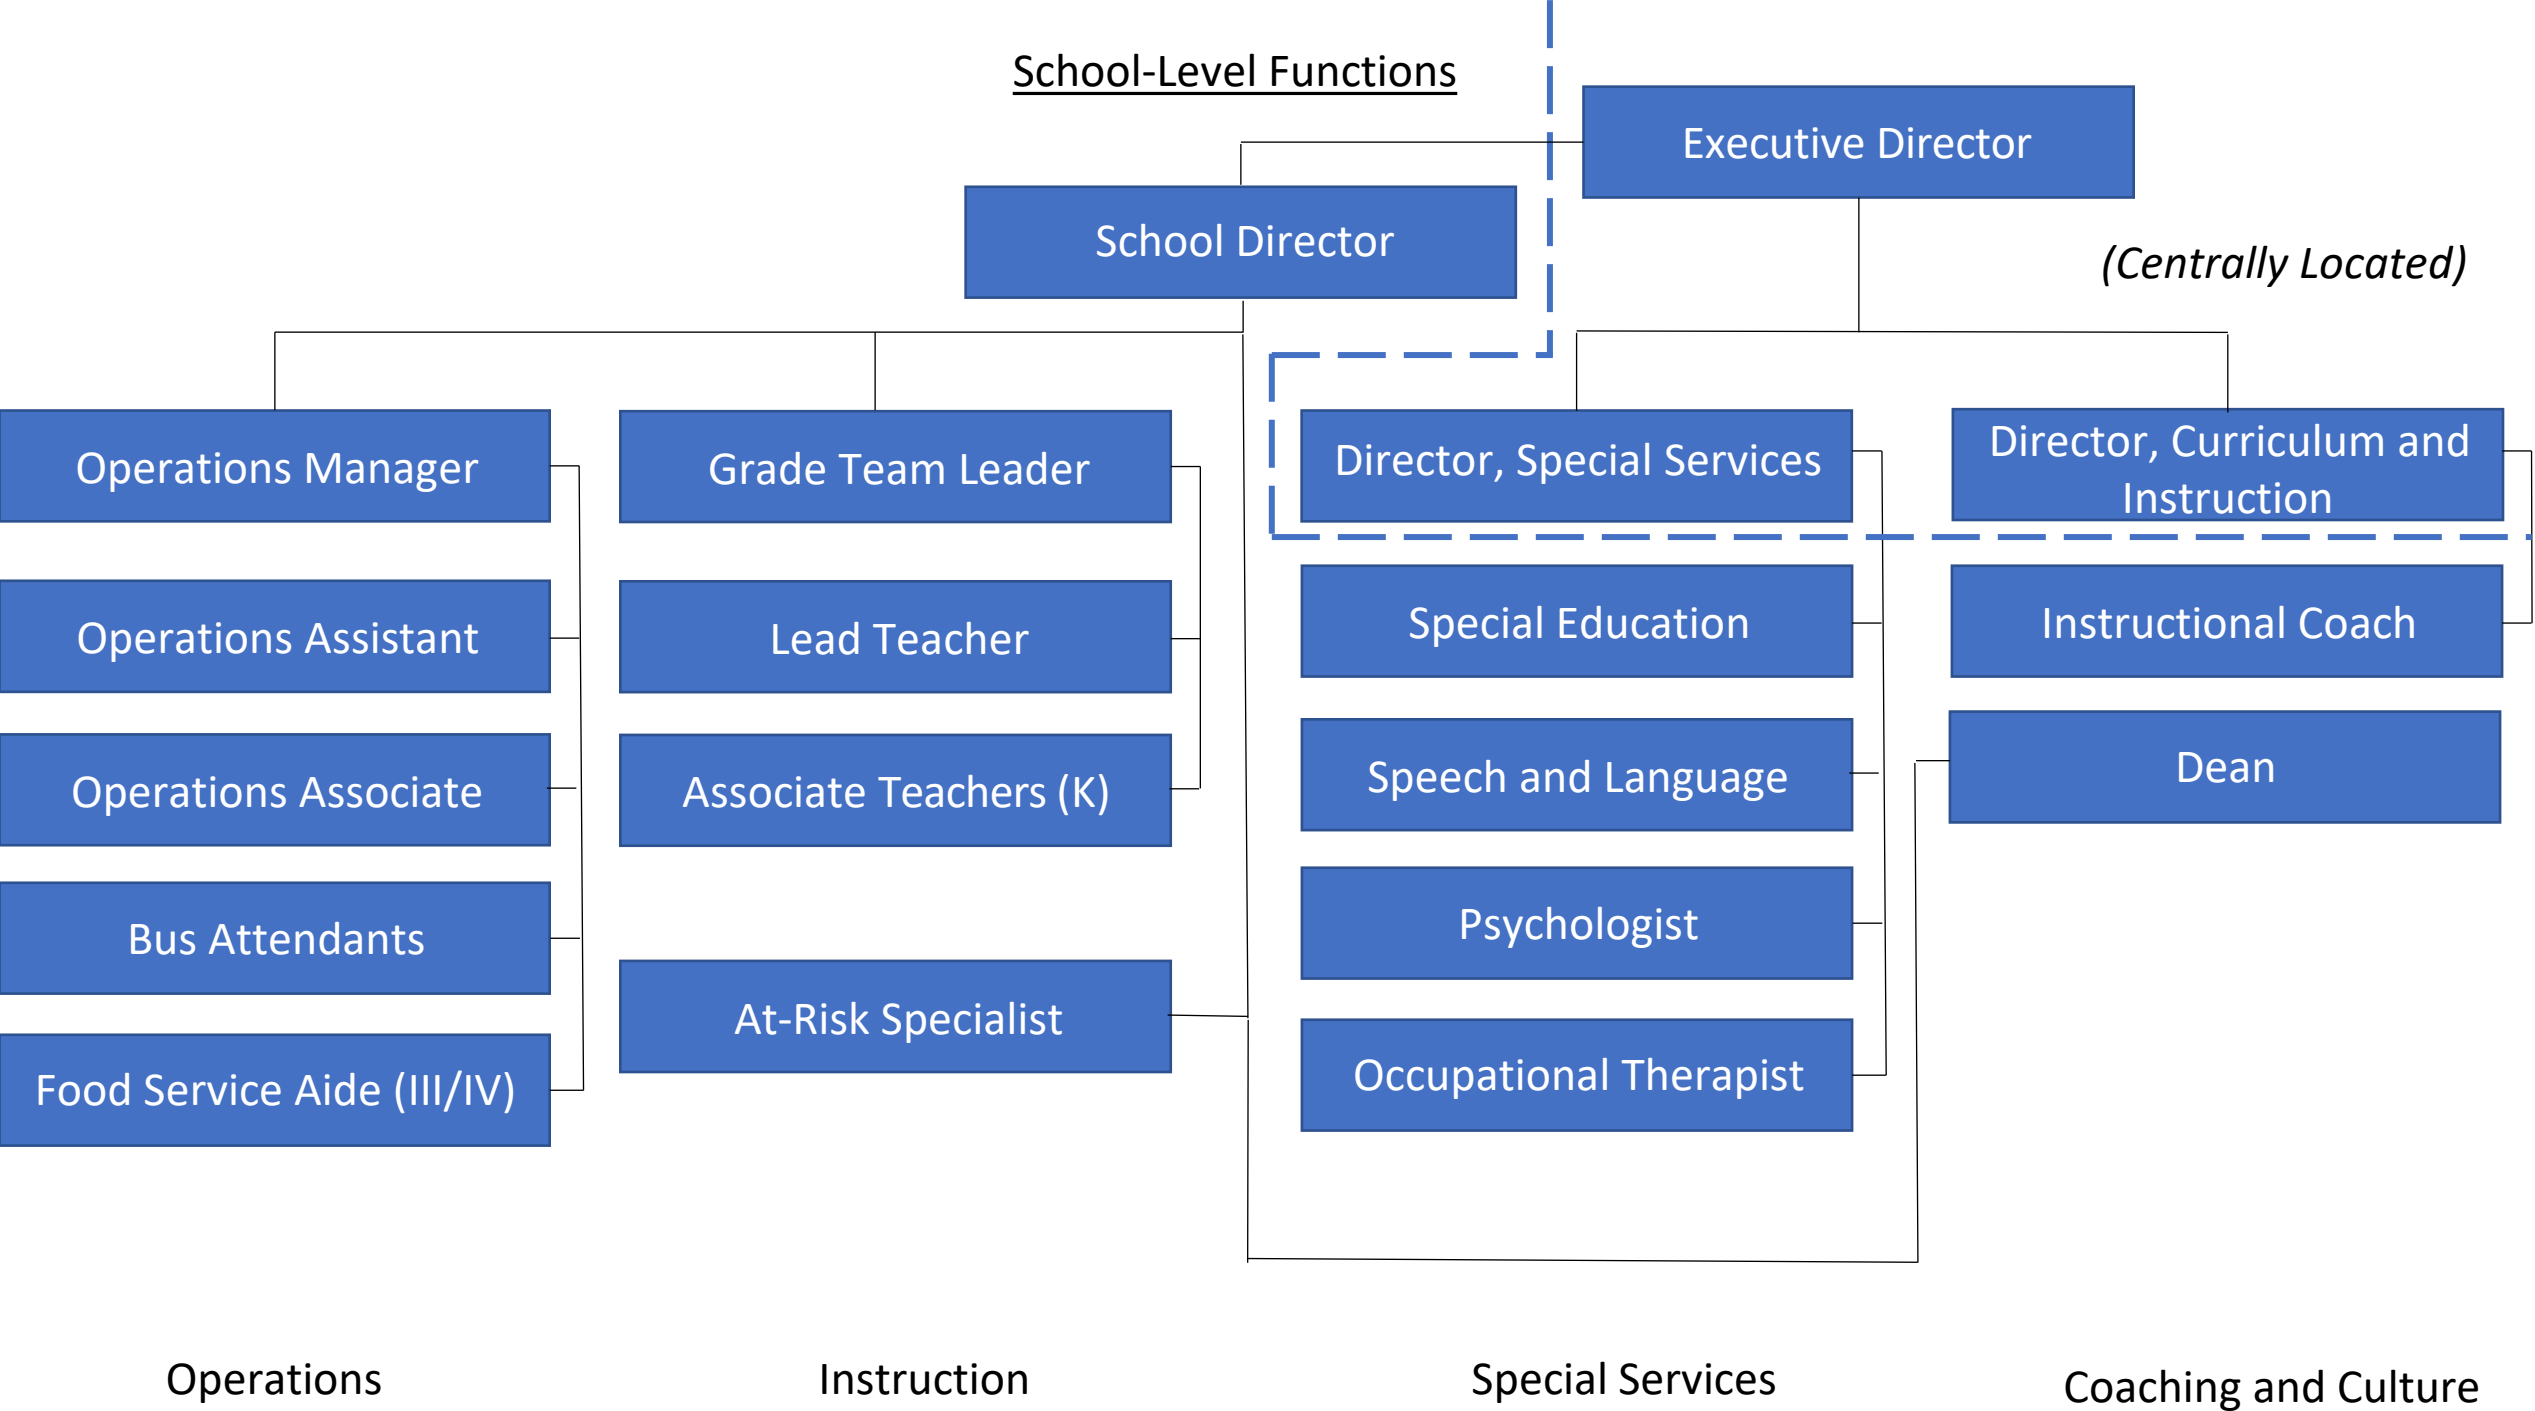 School-Level Functions
Executive Director
School Director
(Centrally Located)
Operations Manager
Grade Team Leader
Director, Special Services
Director, Curriculum and
Instruction
Operations Assistant
Lead Teacher
Special Education
Instructional Coach
Operations Associate
Associate Teachers (K)
Speech and Language
Dean
Bus Attendants
At-Risk Specialist
Psychologist
Food Service Aide (III/IV)
Occupational Therapist
Operations
Instruction
Special Services
Coaching and Culture